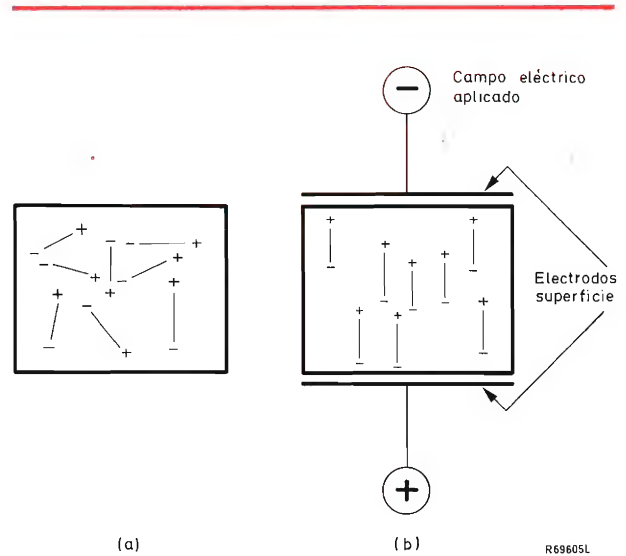 −
Campo eléctrico
aplicado
Electrodos
superficie
+
(a)
(b)
R69605L